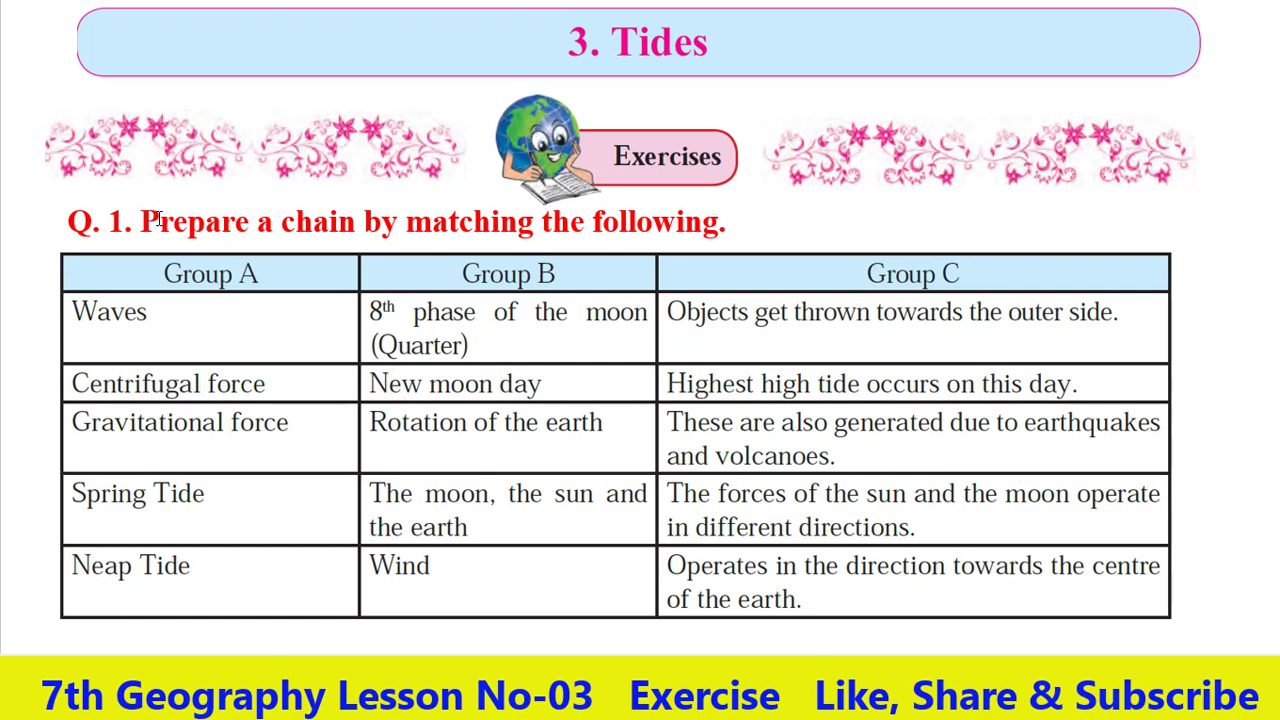 3. Tides
Exercises
Q. 1. Prepare a chain by matching the following.
Group A Group B Group C
Waves 8th phase of the moon Objects get thrown towards the outer side.
(Quarter)
Centrifugal force New moon day Highest high tide occurs on this day.
Gravitational force Rotation of the earth These are also generated due to earthquakes
and volcanoes.
Spring Tide The moon, the sun and The forces of the sun and the moon operate
the earth in different directions.
Neap Tide Wind Operates in the direction towards the centre
of the earth.
7th Geography Lesson No-03 Exercise Like, Share & Subscribe